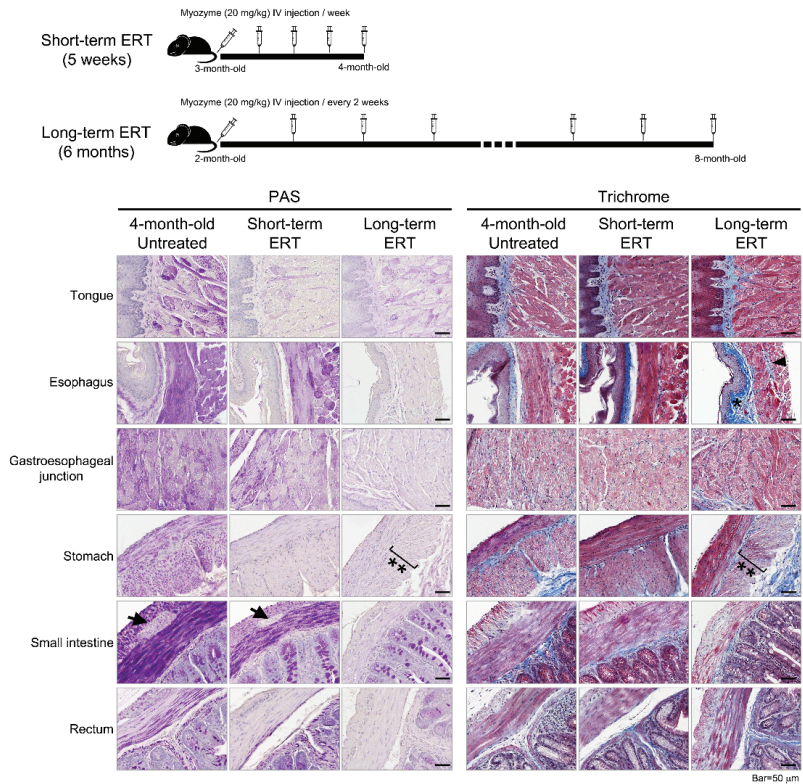 Myozyme (20 mg/kg) IV injection / week
Short-term ERT
(5 weeks)
3-month-old
4-month-old
Myozyme (20 mg/kg) IV injection / every 2 weeks
Long-term ERT
(6 months)
2-month-old
8-month-old
PAS
Trichrome
4-month-old
Untreated
Short-term
ERT
Long-term
ERT
4-month-old
Untreated
Short-term
ERT
Long-term
ERT
Tongue
Esophagus
*
Gastroesophageal
junction
Stomach
**
**
Small intestine
Rectum
Bar=50 μm